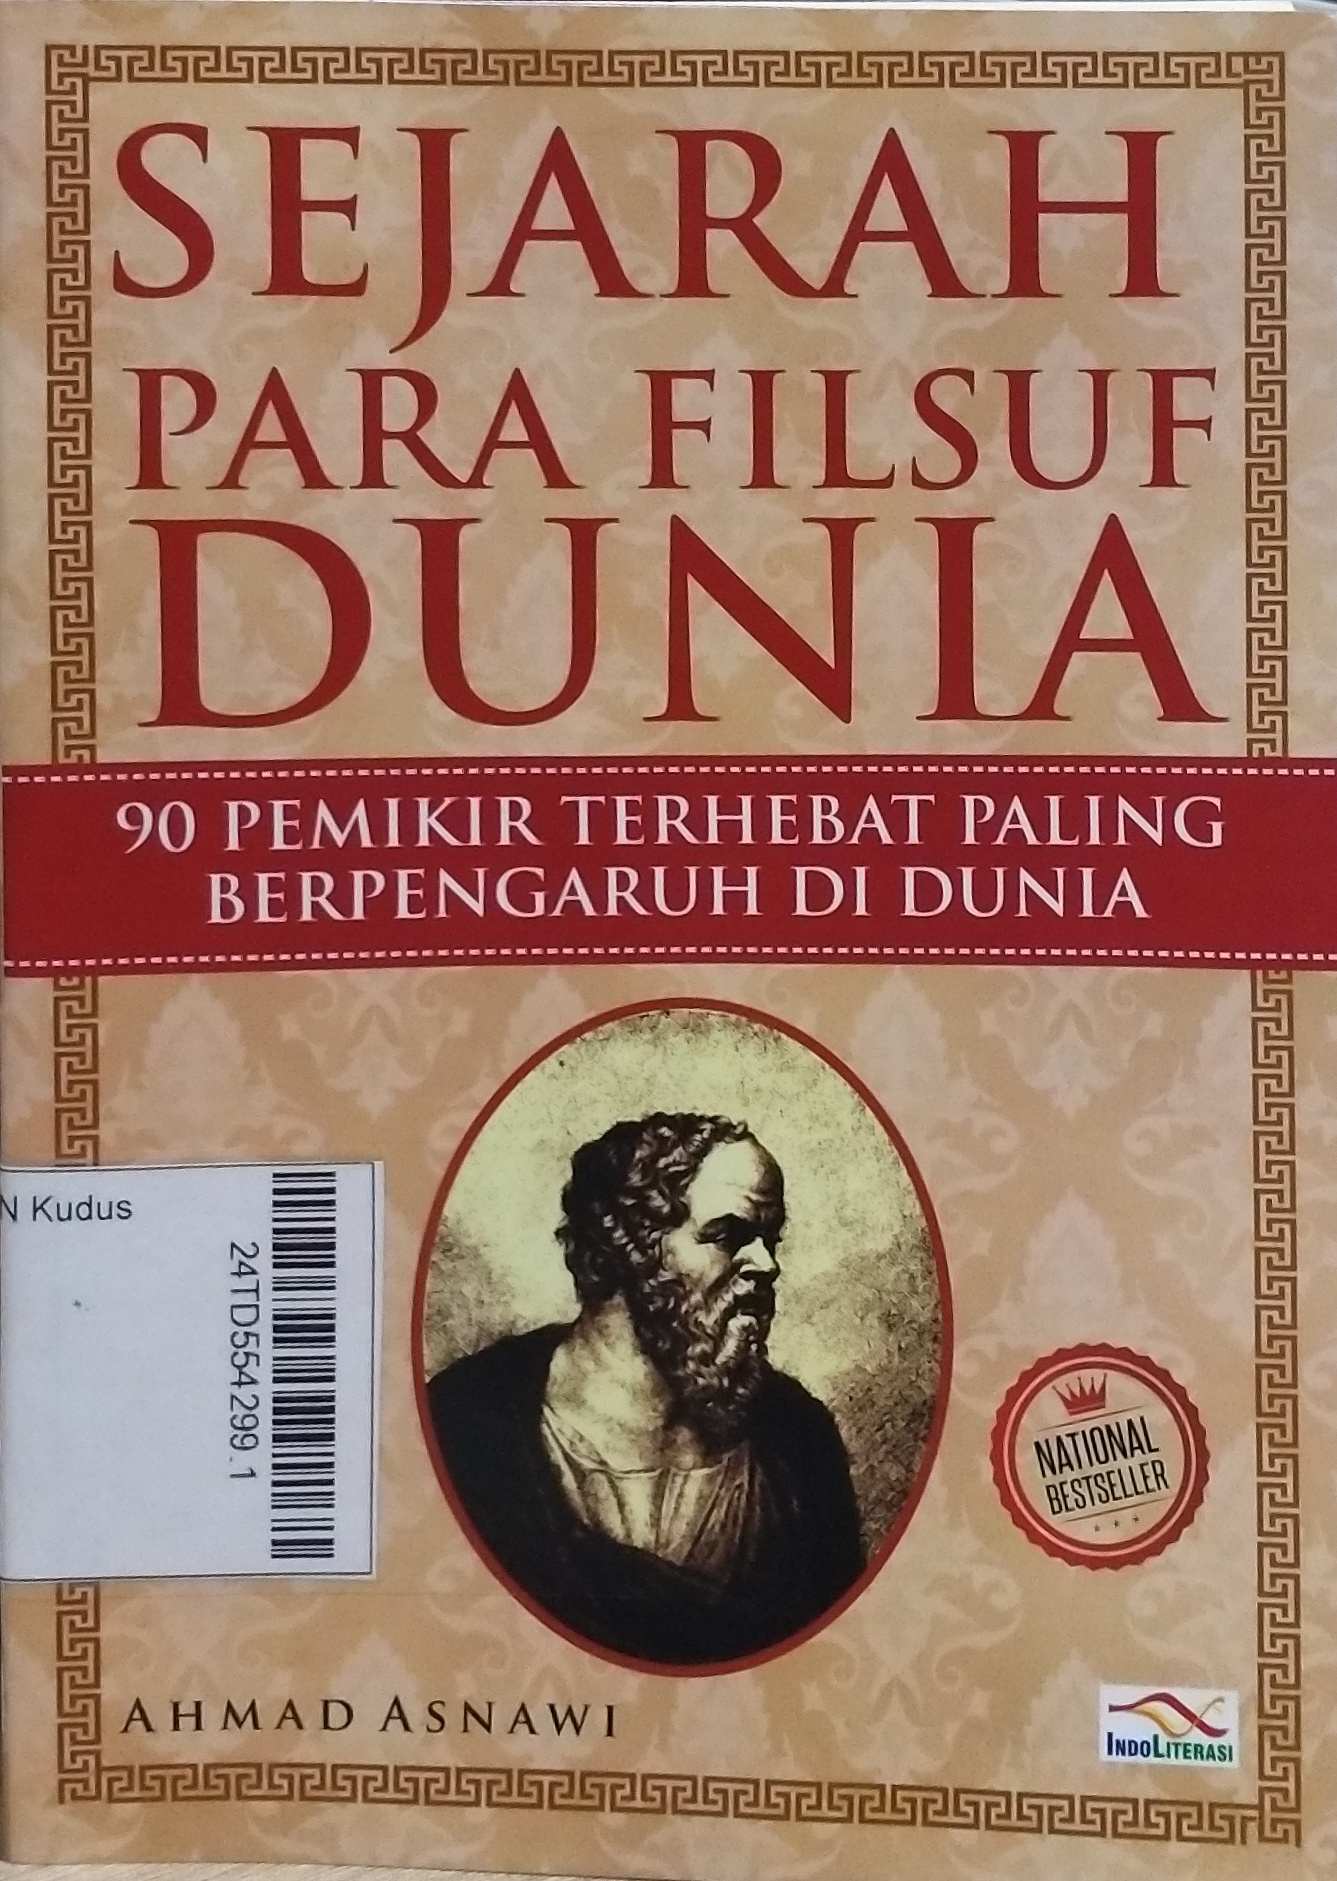 SEJARAH
PARA FILSUF
DUNIA
90 PEMIKIR TERHEBAT PALING
BERPENGARUH DI DUNIA
N Kudus
24TD554299.1
NATIONAL
BESTSELLER
AHMAD ASNAWI
INDOLITERASI